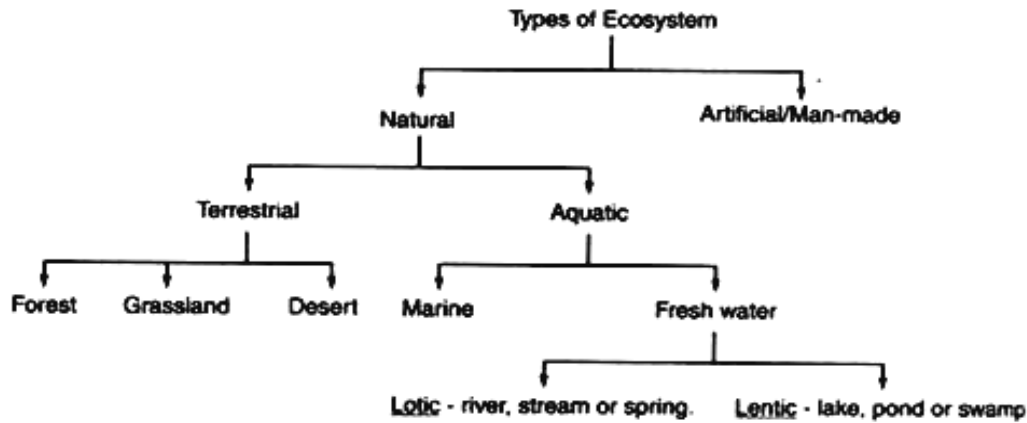 Types of Ecosystem
Natural
Artificial/Man-made
Terrestrial
Aquatic
Forest
Grassland
Desert
Marine
Fresh water
Lotic - river, stream or spring.
Lentic - lake, pond or swamp